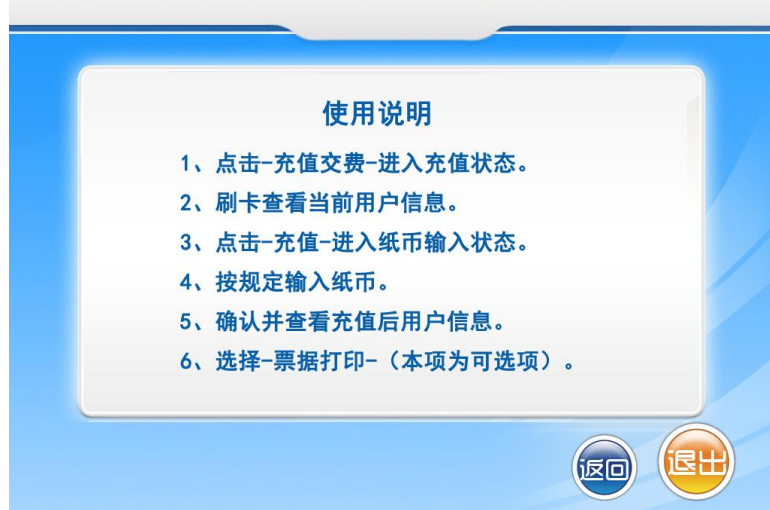 使用说明
1、点击-充值交费-进入充值状态。
2、刷卡查看当前用户信息。
3、点击-充值-进入纸币输入状态。
4、按规定输入纸币。
5、确认并查看充值后用户信息。
6、选择-票据打印-（本项为可选项）。
返回
退出